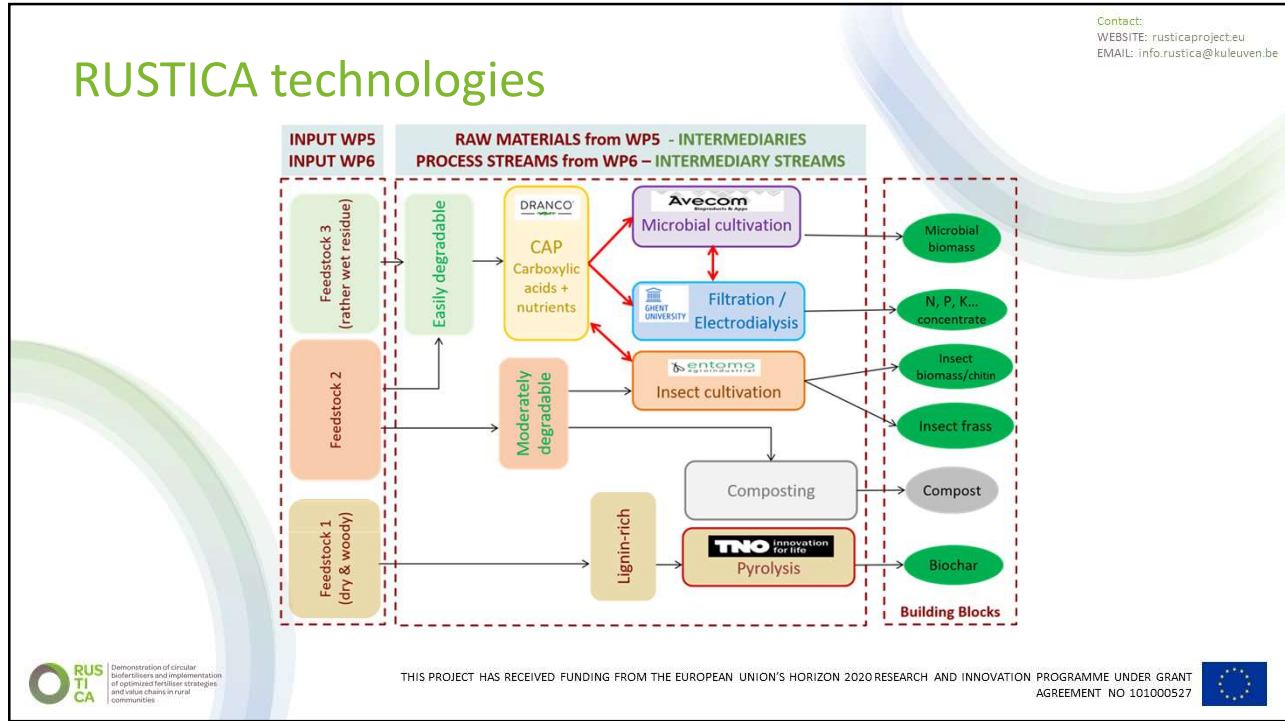 Contact:
WEBSITE: rusticaproject.eu
EMAIL: info.rustica@kuleuven.be
RUSTICA technologies
INPUT WP5
INPUT WP6
RAW MATERIALS from WP5 - INTERMEDIARIES
PROCESS STREAMS from WP6 – INTERMEDIARY STREAMS
Feedstock 3
(rather wet residue)
Easily degradable
DRANCO
CAP
Carboxylic
acids +
nutrients
Avecom
Bioproducts & Apps
Microbial cultivation
Microbial
biomass
GHENT
UNIVERSITY
Filtration /
Electrodialysis
N, P, K...
concentrate
Feedstock 2
Moderately
degradable
entomo
agroindustrial
Insect cultivation
Insect
biomass/chitin
Insect frass
Composting
Compost
Feedstock 1
(dry & woody)
Lignin-rich
TNO innovation
for life
Pyrolysis
Biochar
Building Blocks
RUS
TI
CA
Demonstration of circular
biofertilisers and implementation
of optimized fertiliser strategies
and value chains in rural
communities
THIS PROJECT HAS RECEIVED FUNDING FROM THE EUROPEAN UNION'S HORIZON 2020 RESEARCH AND INNOVATION PROGRAMME UNDER GRANT
AGREEMENT NO 101000527